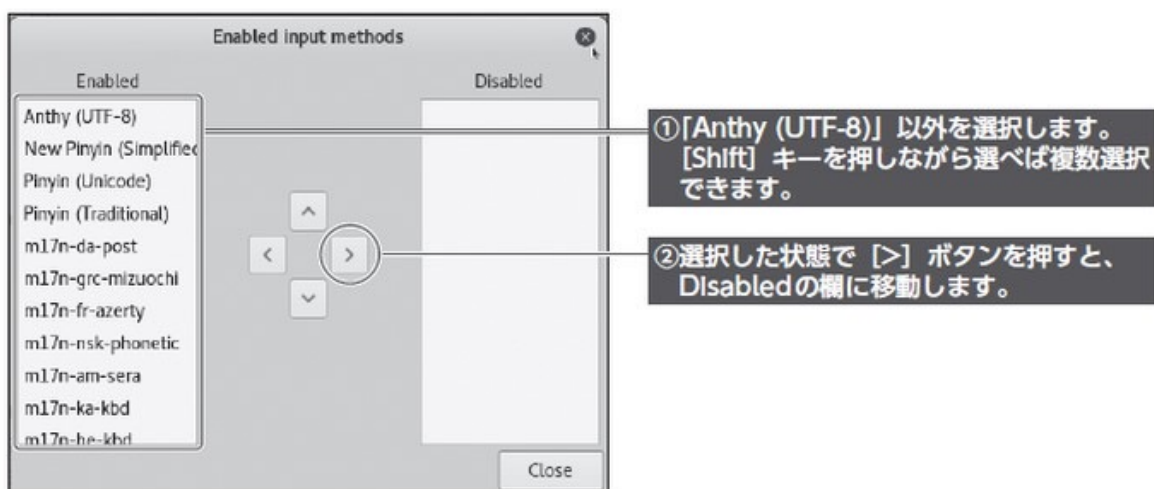 Enabled input methods
Enabled
Disabled
Anthy (UTF-8)
New Pinyin (Simplified
Pinyin (Unicode)
Pinyin (Traditional)
m17n-da-post
m17n-grc-mizuochi
m17n-fr-azerty
m17n-nsk-phonetic
m17n-am-sera
m17n-ka-kbd
m17n-he-kbd
Close
①「Anthy (UTF-8)」以外を選択します。
[Shift] キーを押しながら選べば複数選択
できます。
②選択した状態で [>] ボタンを押すと、
Disabledの欄に移動します。